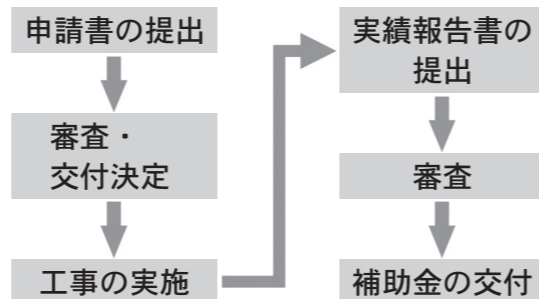 申請書の提出
審査・
交付決定
工事の実施
実績報告書の
提出
審査
補助金の交付